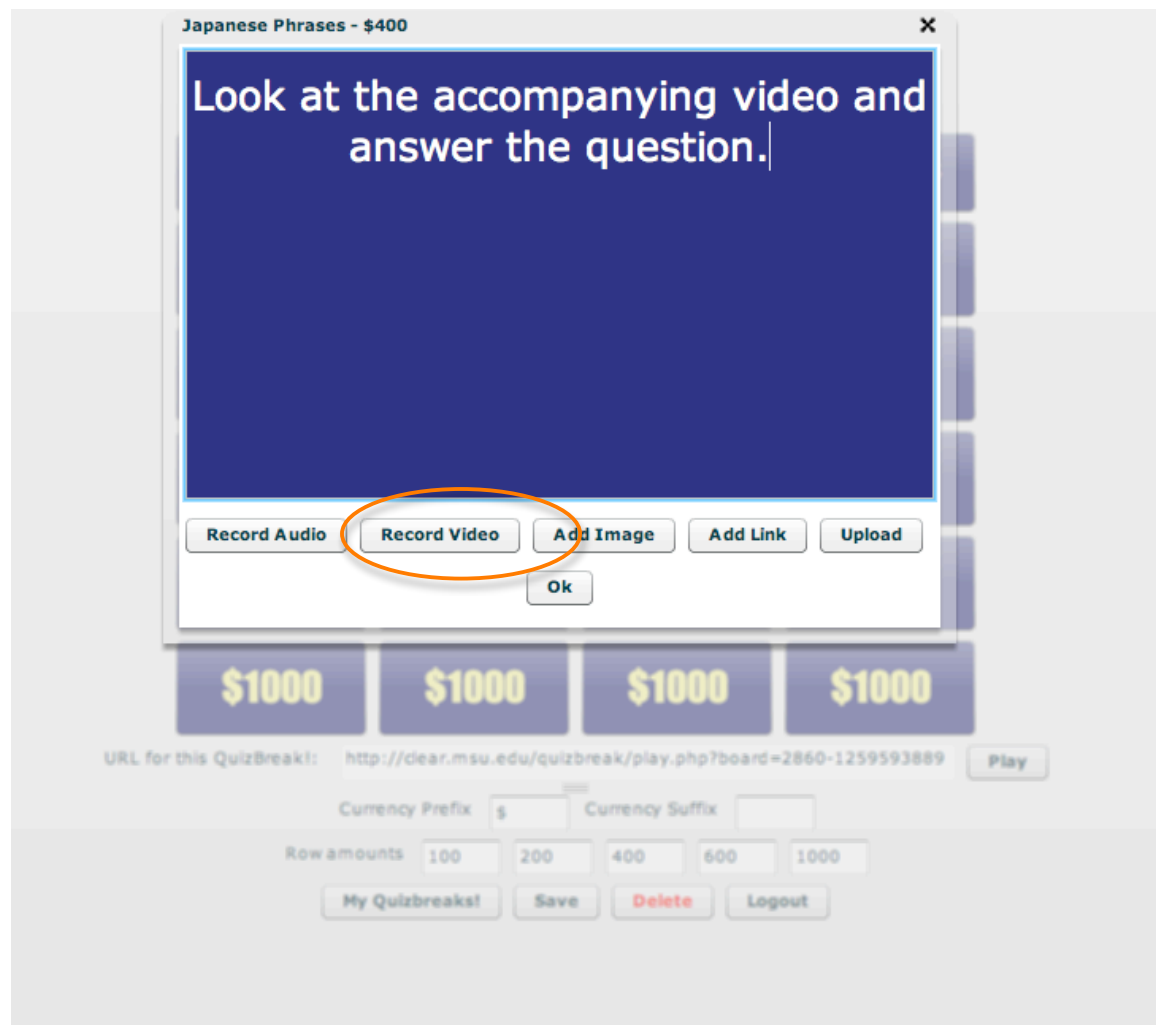 Japanese Phrases - $400
Look at the accompanying video and
answer the question.
Record Audio Record Video Add Image Add Link Upload
Ok
$1000 $1000 $1000 $1000
URL for this QuizBreak!: http://clear.msu.edu/quizbreak/play.php?board=2860-1259593889 Play
Currency Prefix $ Currency Suffix
Row amounts 100 200 400 600 1000
My Quizbreaks! Save Delete Logout